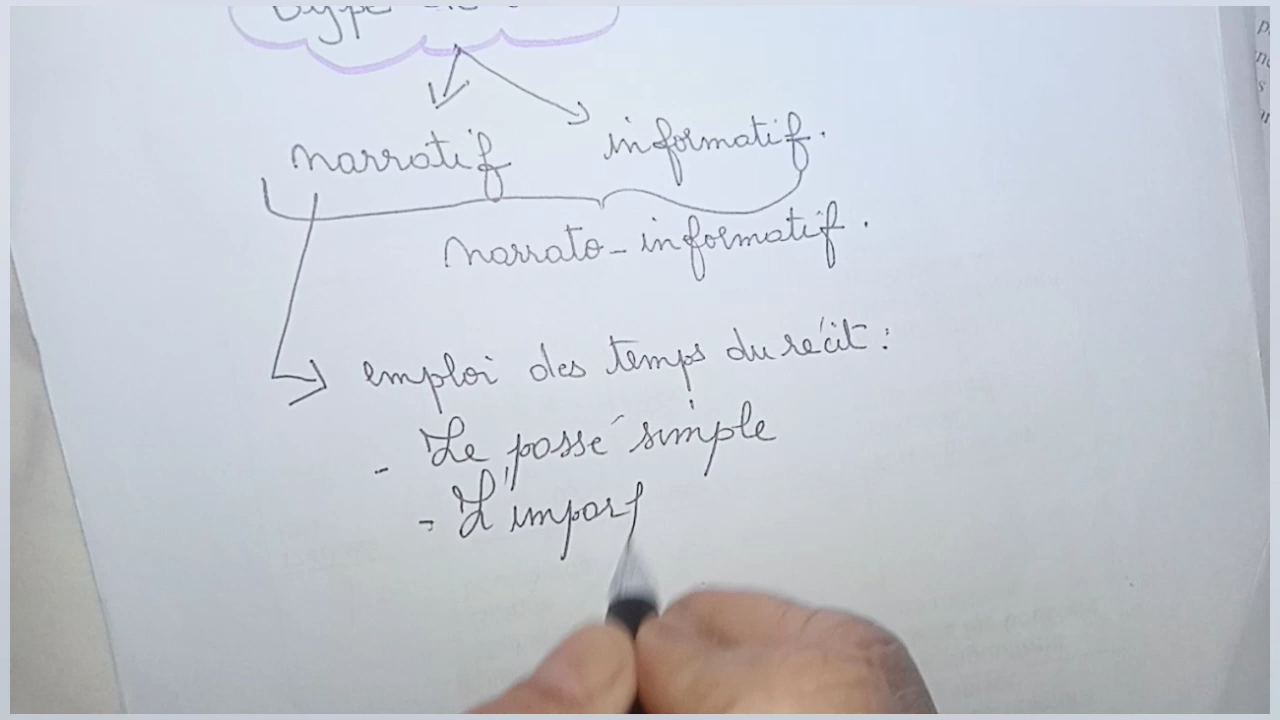 narratif informatif.
narrato-informatif.
emploi des temps du récit :
- Le passé simple
- L'imparf